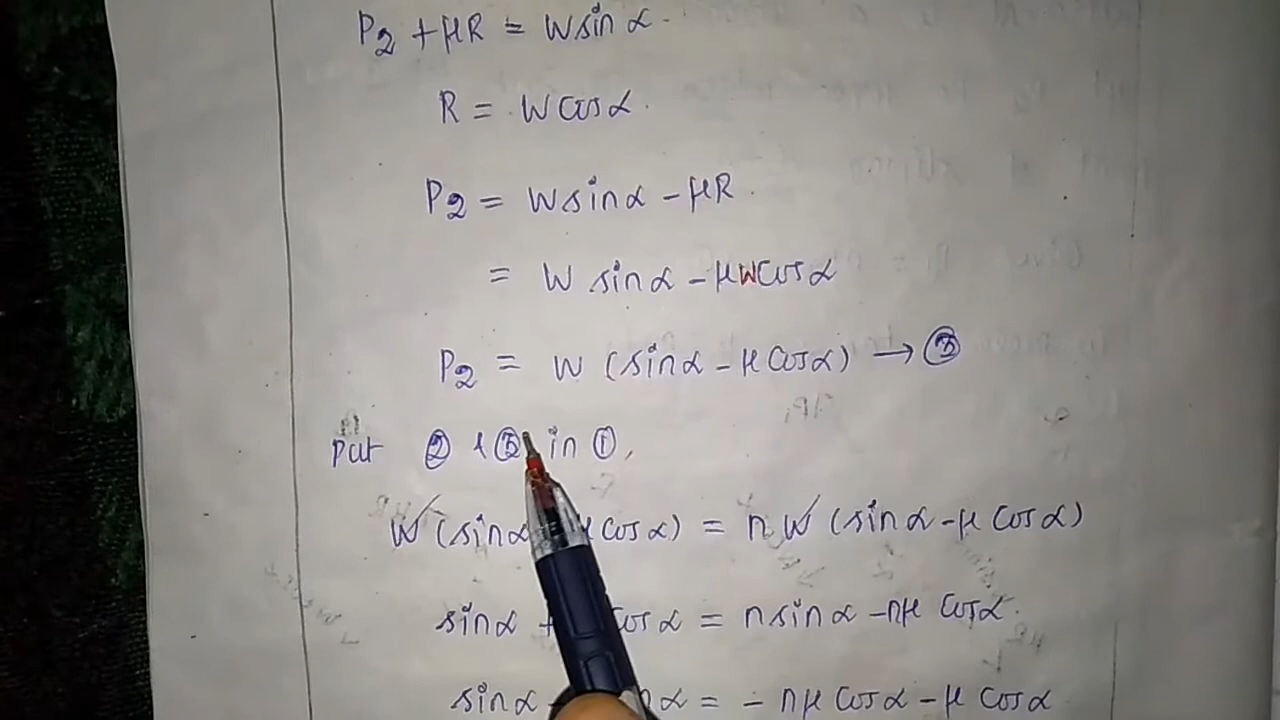 P₂ + μR = W sin α.
R = W cos α.
P₂ = W sin α - μR.
= W sin α - μ W cos α
P₂ = W (sin α - μ cos α) → ③
Put ② & ③ in ①,
W (sin α cos α) = n W (sin α - μ cos α)
sin α + cos α = n sin α - nμ cos α.
sin α α = - nμ cos α - μ cos α